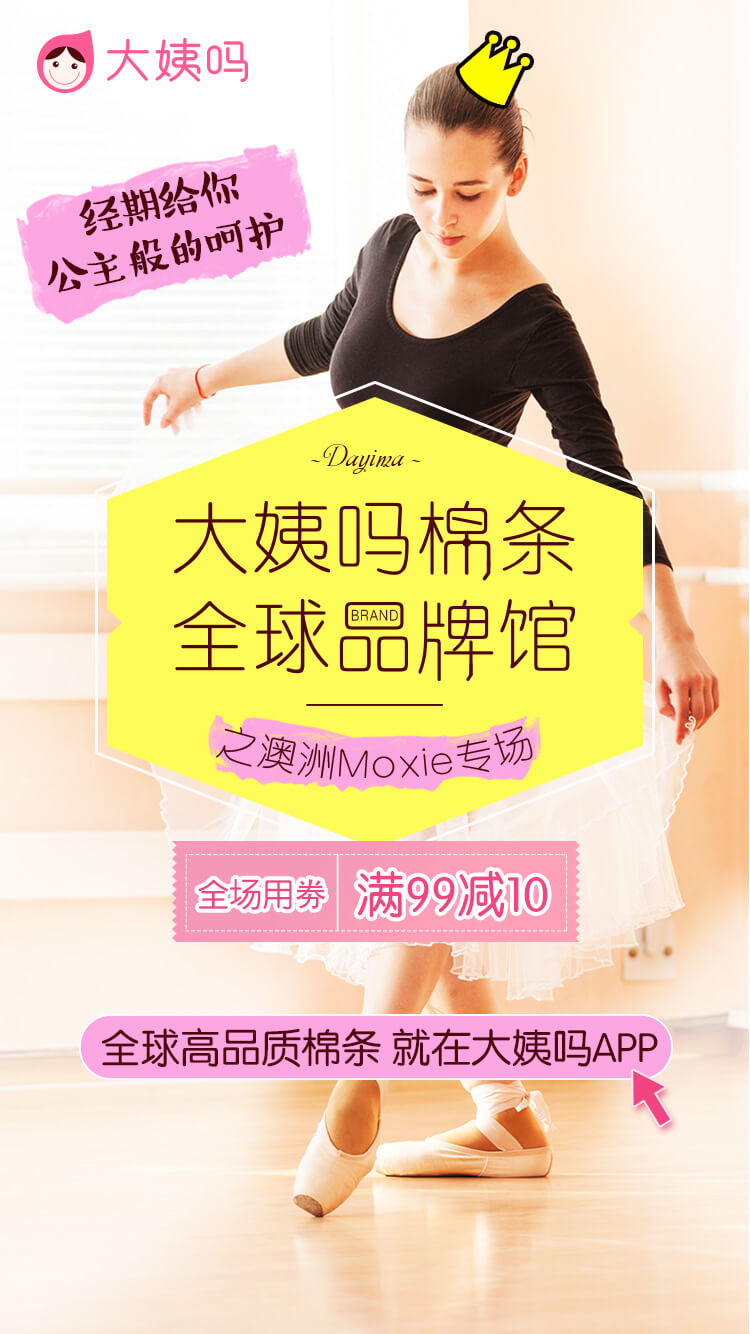 大姨吗
经期给你
公主般的呵护
~Dayima~
大姨吗棉条
全球品牌馆
BRAND
之澳洲Moxie专场
全场用券 满99减10
全球高品质棉条 就在大姨吗APP